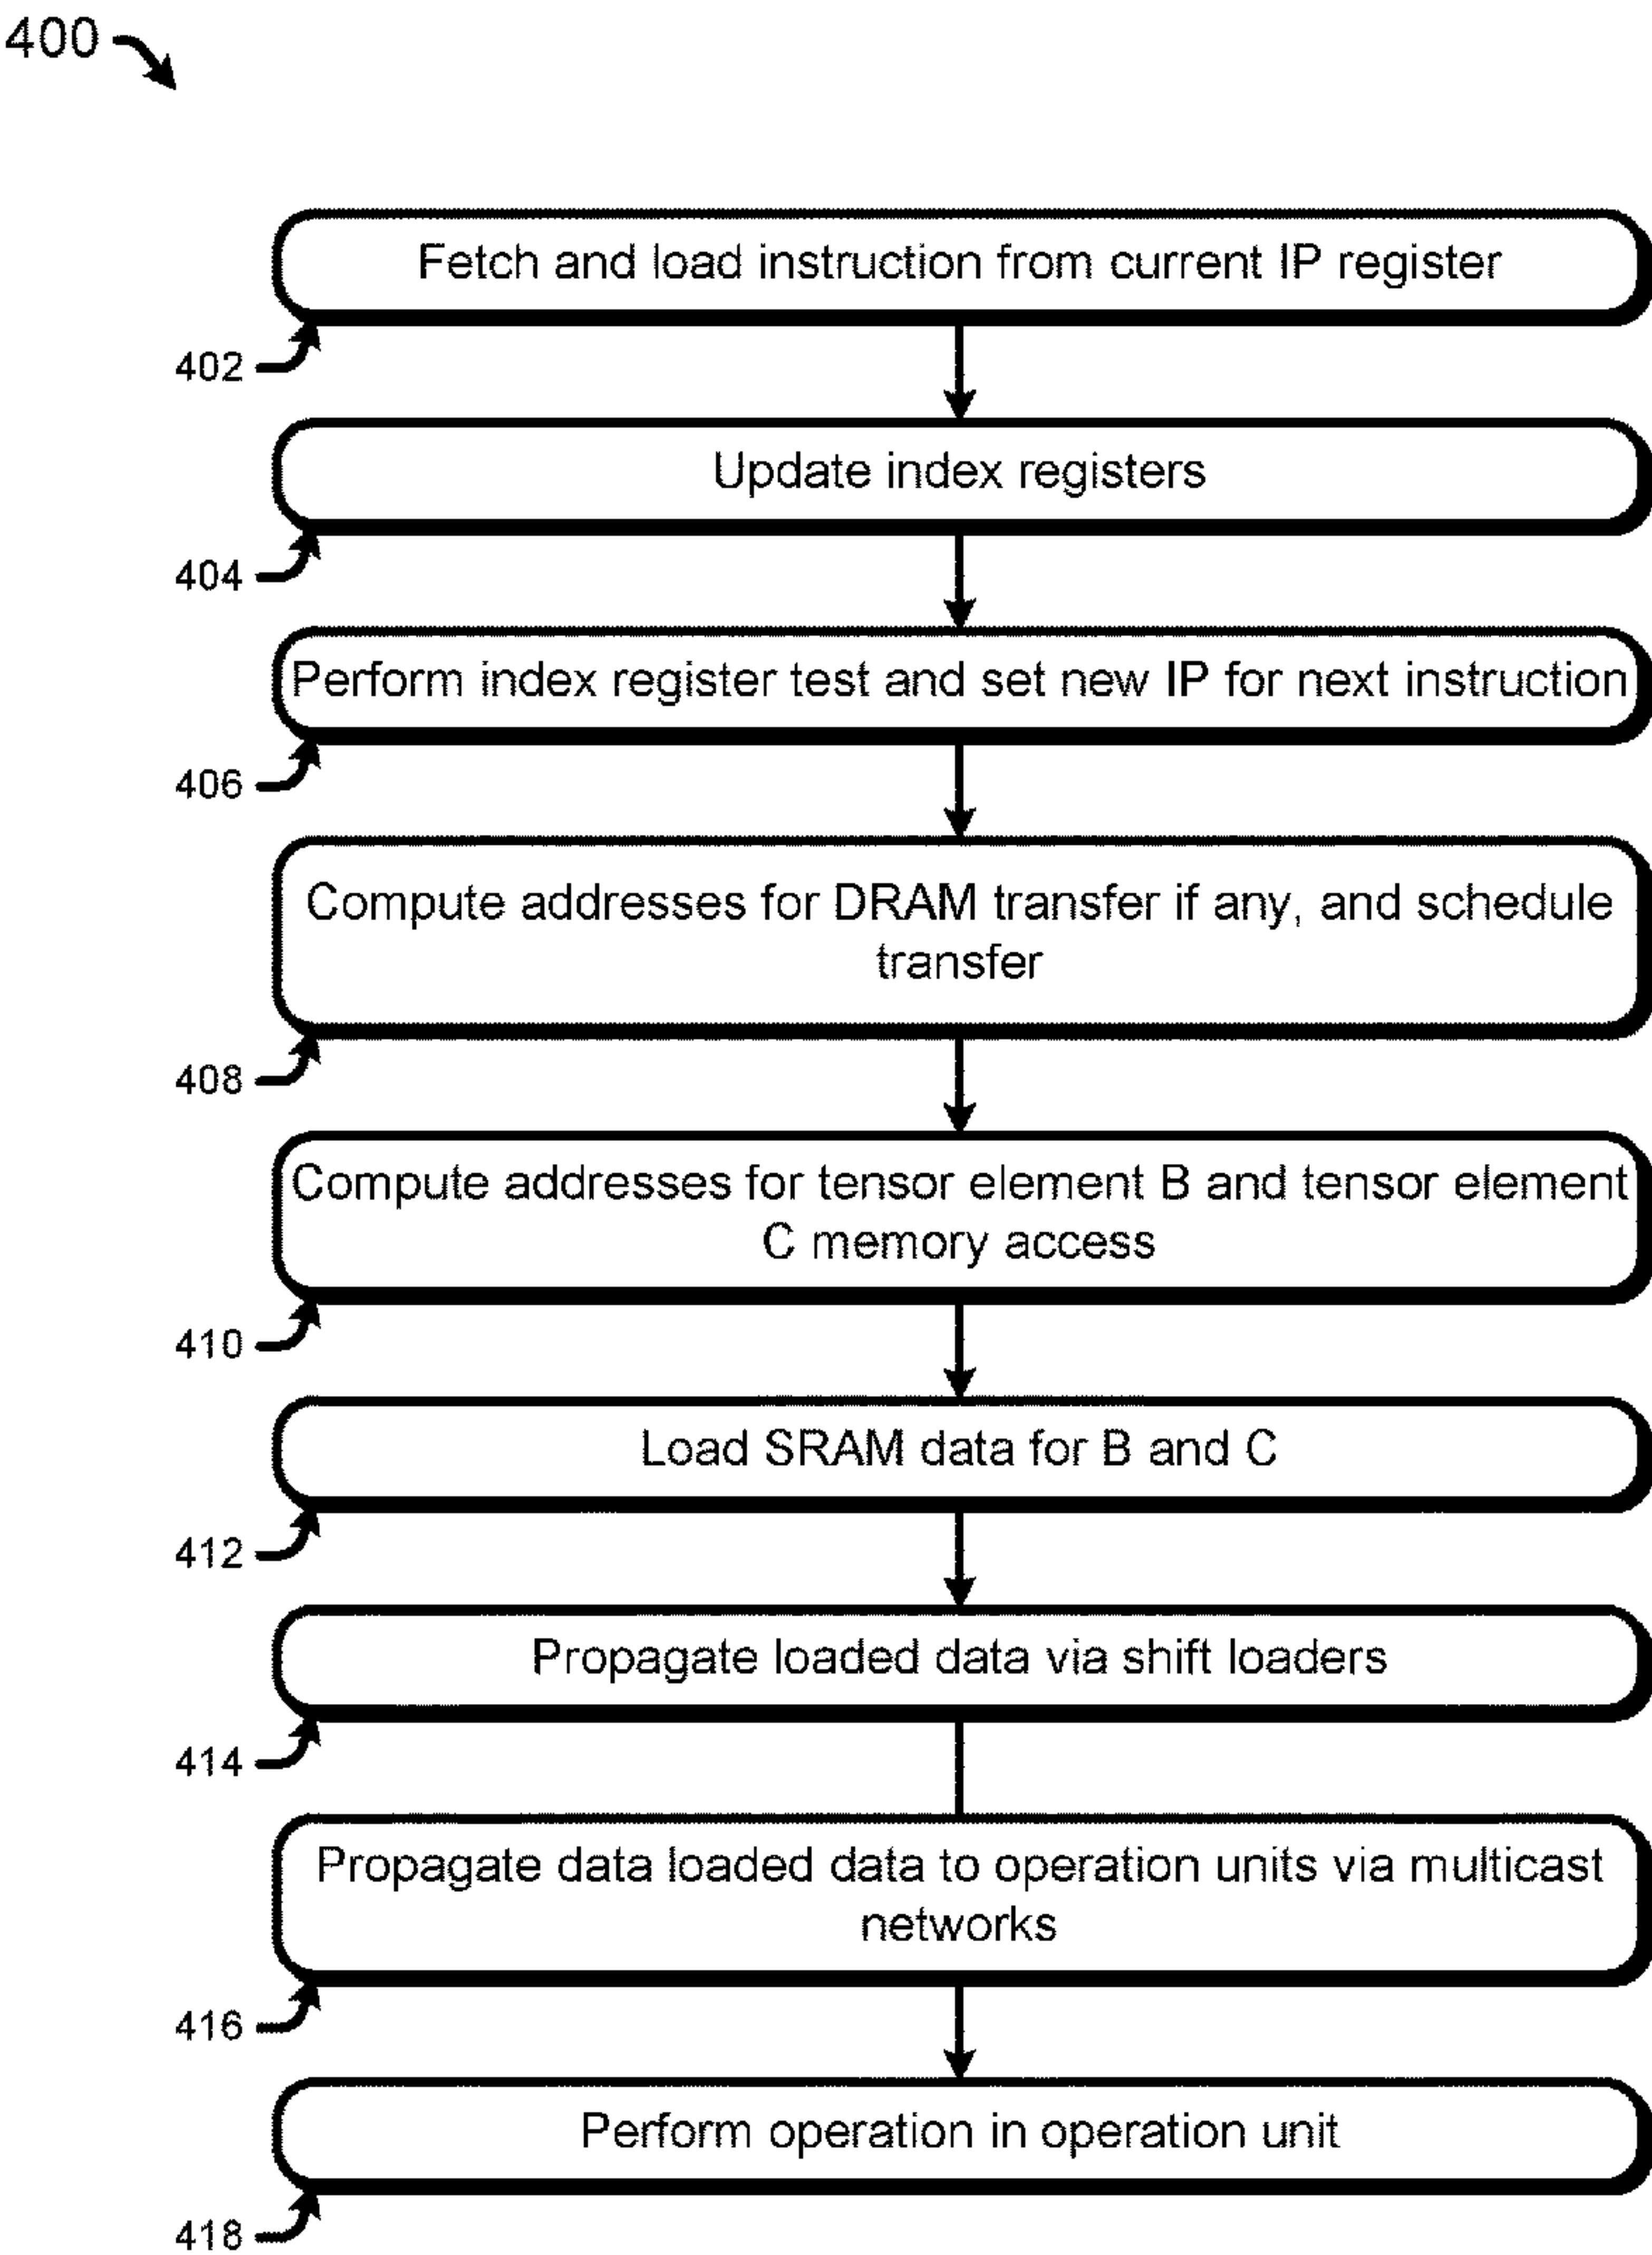 400
Fetch and load instruction from current IP register
402
Update index registers
404
Perform index register test and set new IP for next instruction
406
Compute addresses for DRAM transfer if any, and schedule
transfer
408
Compute addresses for tensor element B and tensor element
C memory access
410
Load SRAM data for B and C
412
Propagate loaded data via shift loaders
414
Propagate data loaded data to operation units via multicast
networks
416
Perform operation in operation unit
418